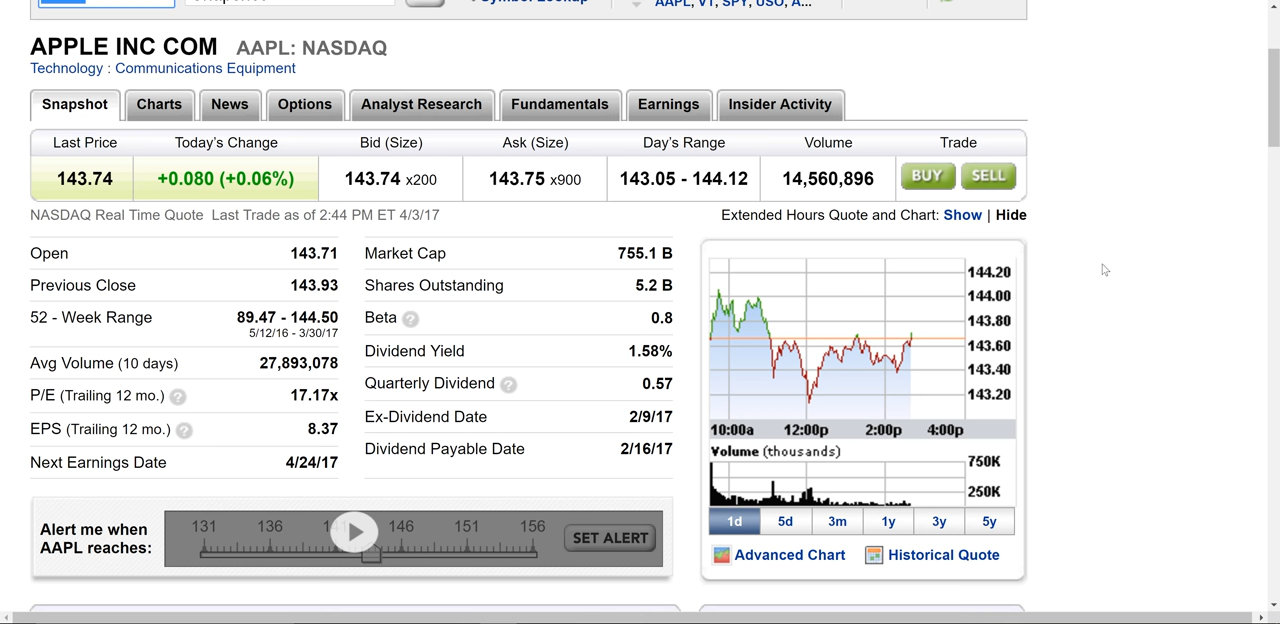 AAPL, VT, SPY, USO, A...
APPLE INC COM AAPL: NASDAQ
Technology : Communications Equipment
Snapshot Charts News Options Analyst Research Fundamentals Earnings Insider Activity
Last Price Today's Change Bid (Size) Ask (Size) Day's Range Volume Trade
143.74 +0.080 (+0.06%) 143.74 x200 143.75 x900 143.05 - 144.12 14,560,896 BUY SELL
NASDAQ Real Time Quote Last Trade as of 2:44 PM ET 4/3/17
Extended Hours Quote and Chart: Show | Hide
Open 143.71
Previous Close 143.93
52 - Week Range 89.47 - 144.50
5/12/16 - 3/30/17
Avg Volume (10 days) 27,893,078
P/E (Trailing 12 mo.) ? 17.17x
EPS (Trailing 12 mo.) ? 8.37
Next Earnings Date 4/24/17
Market Cap 755.1 B
Shares Outstanding 5.2 B
Beta ? 0.8
Dividend Yield 1.58%
Quarterly Dividend ? 0.57
Ex-Dividend Date 2/9/17
Dividend Payable Date 2/16/17
144.20
144.00
143.80
143.60
143.40
143.20
10:00a 12:00p 2:00p 4:00p
Volume (thousands)
750K
250K
1d 5d 3m 1y 3y 5y
Advanced Chart Historical Quote
Alert me when
AAPL reaches:
131 136 146 151 156
SET ALERT